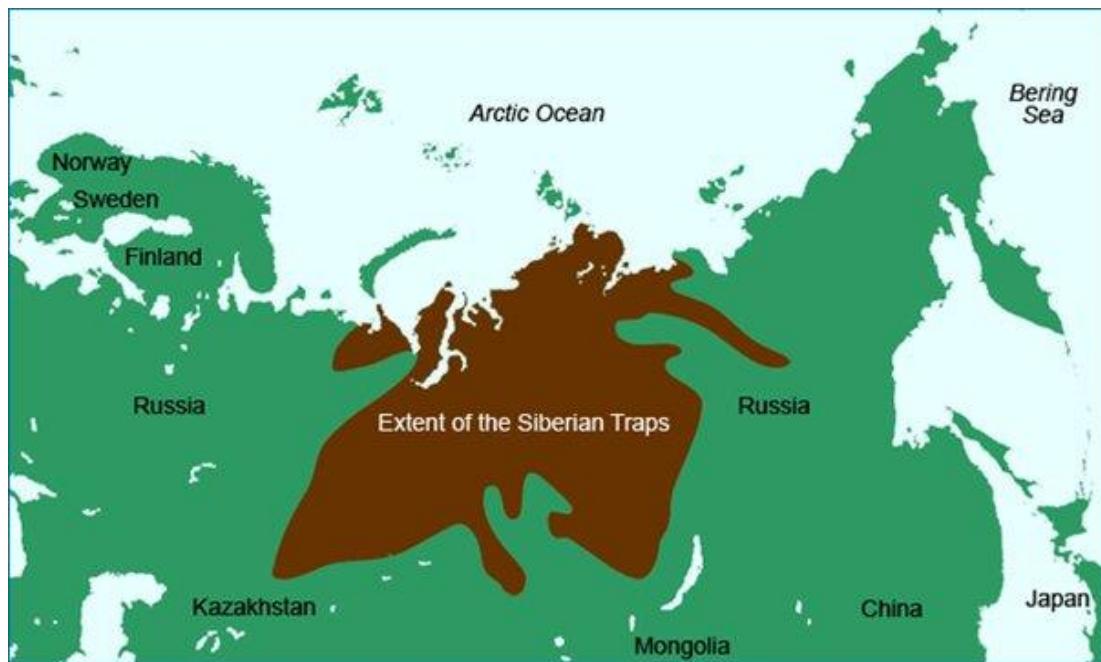 Arctic Ocean
Bering
Sea
Norway
Sweden
Finland
Russia
Extent of the Siberian Traps
Russia
Kazakhstan
Mongolia
China
Japan